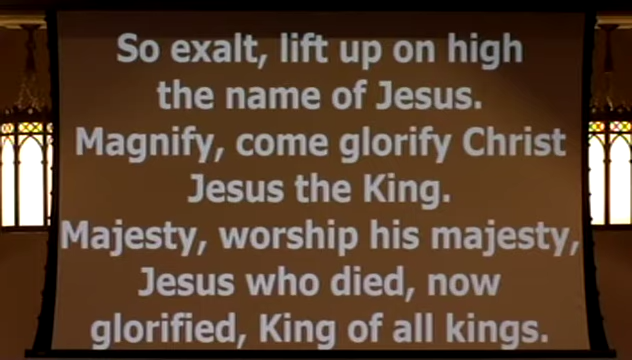 So exalt, lift up on high
the name of Jesus.
Magnify, come glorify Christ
Jesus the King.
Majesty, worship his majesty,
Jesus who died, now
glorified, King of all kings.